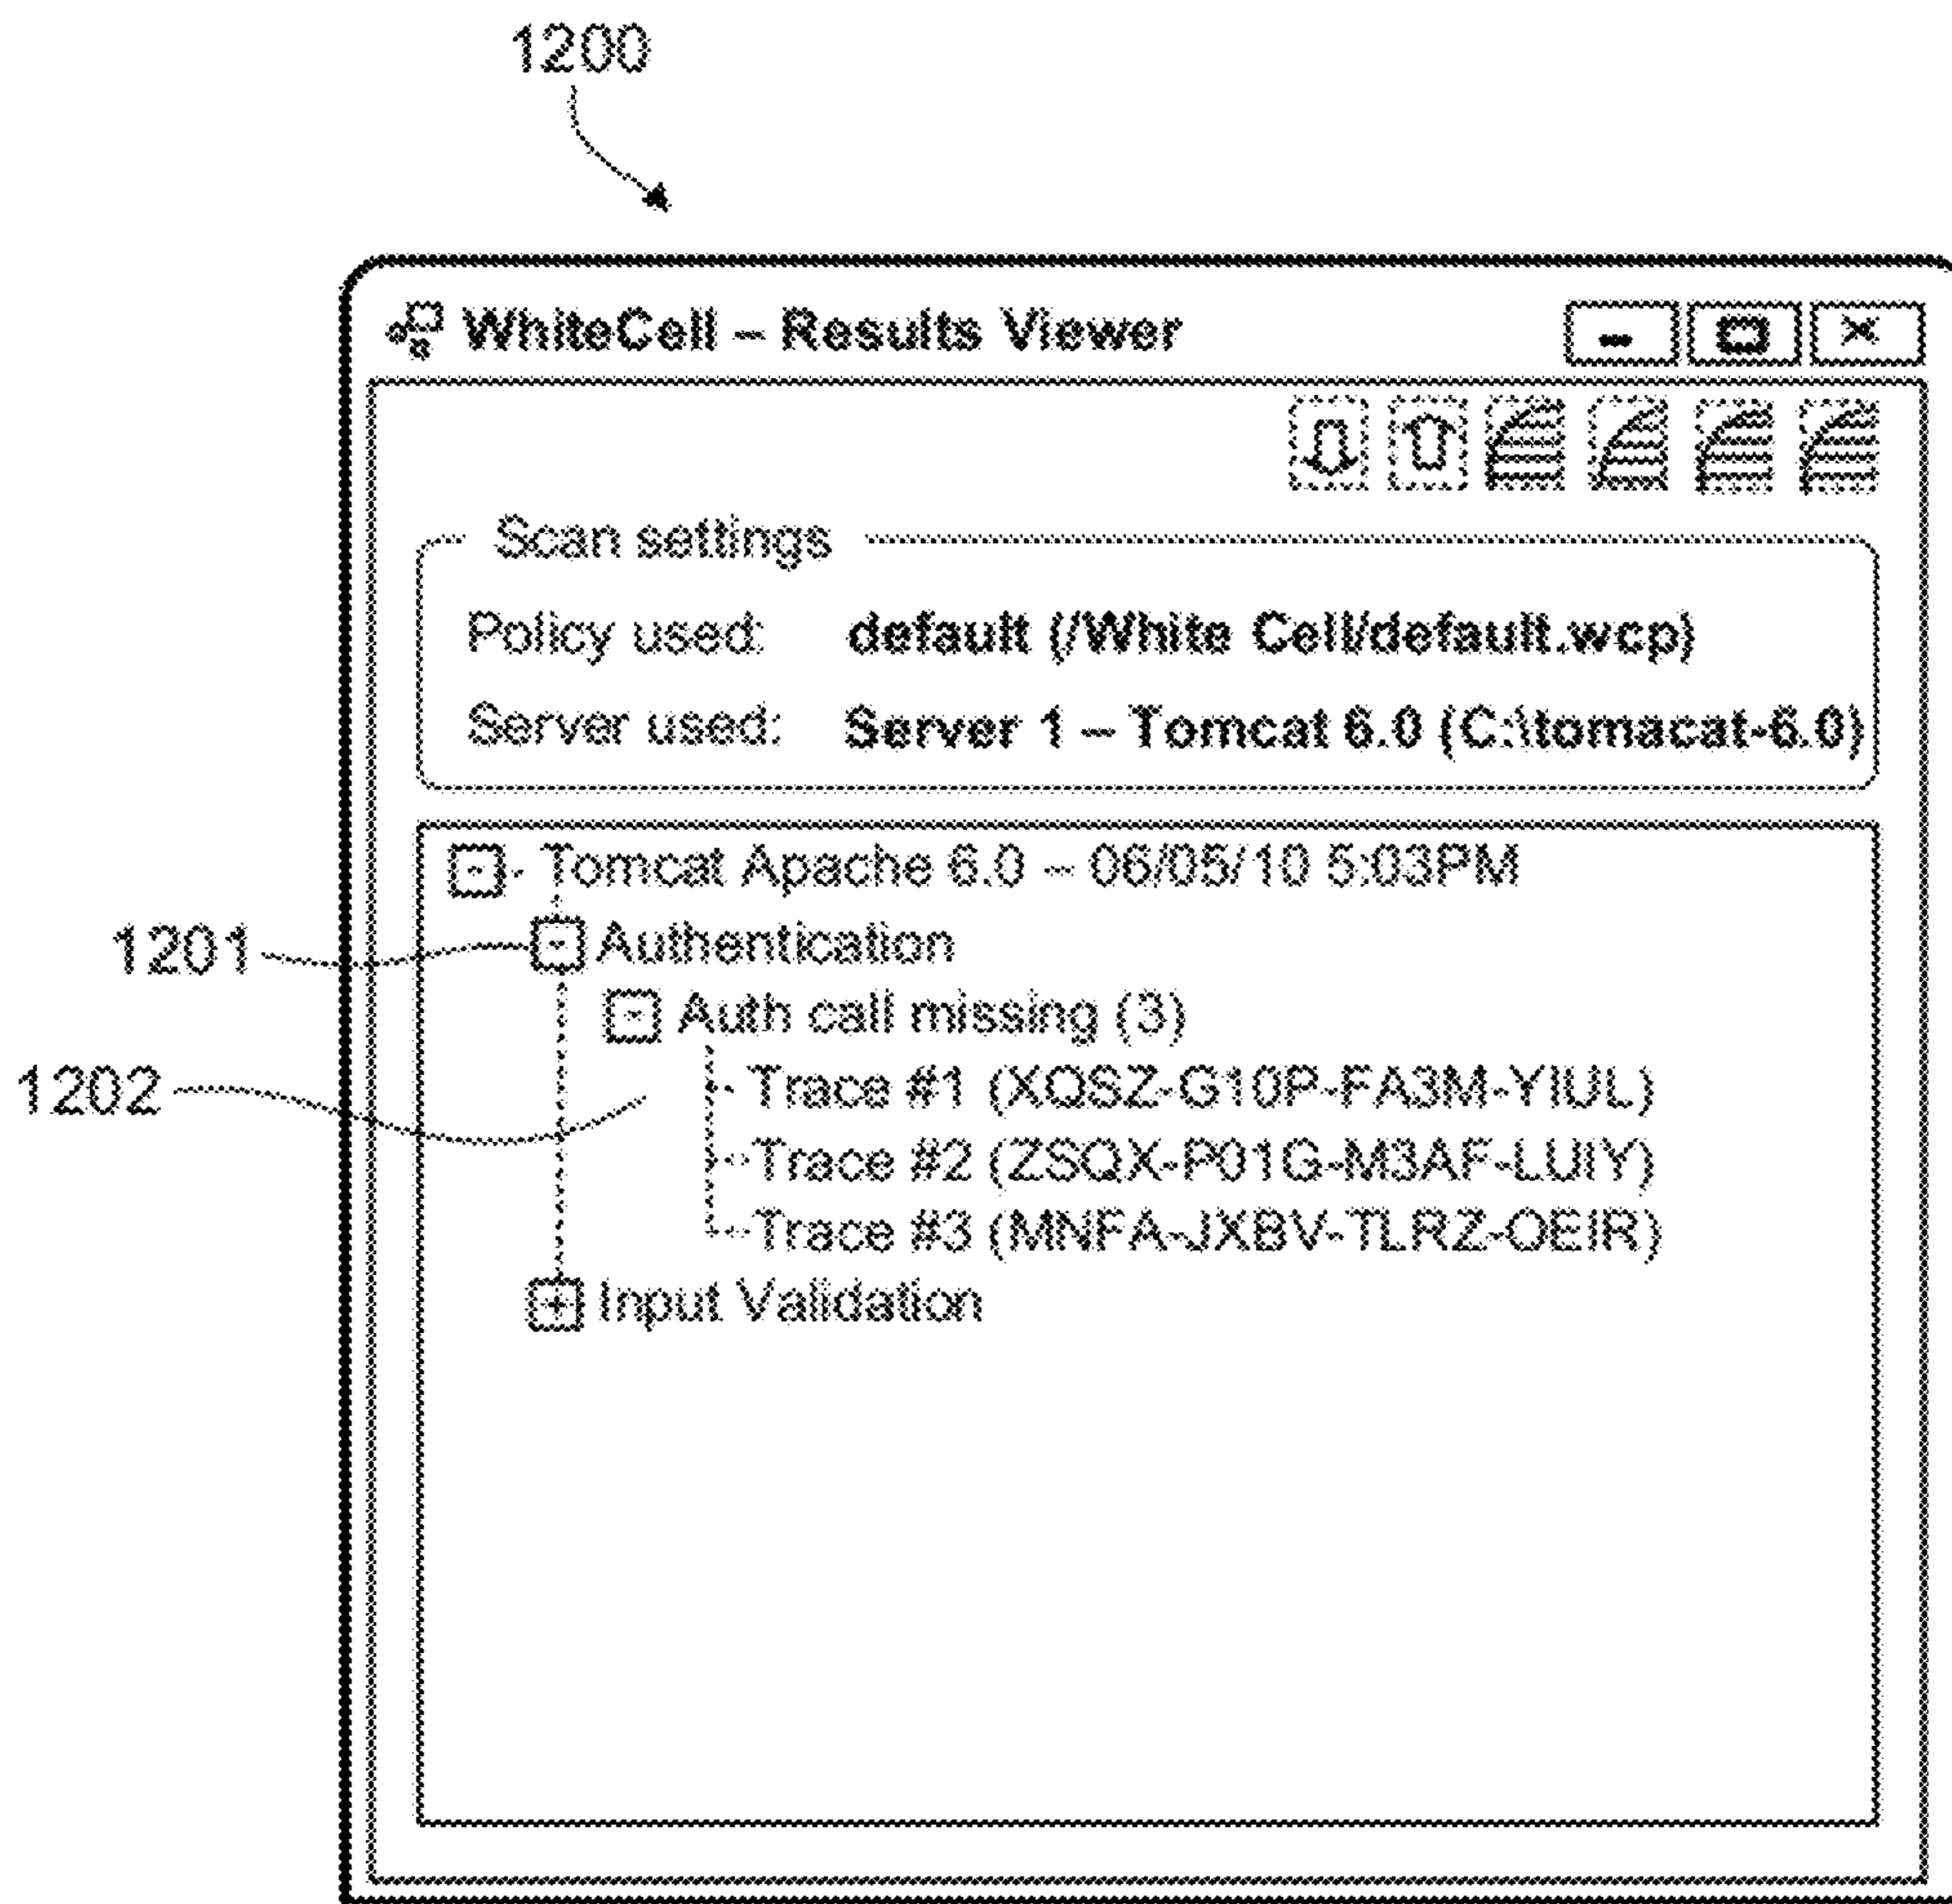 1200
WhiteCell – Results Viewer
Scan settings
Policy used: default (/White Cell/default.wcp)
Server used: Server 1 – Tomcat 6.0 (C:\tomacat-6.0)
Tomcat Apache 6.0 – 06/05/10 5:03PM
1201
Authentication
Auth call missing (3)
1202
Trace #1 (XQSZ-G10P-FA3M-YIUL)
Trace #2 (ZSQX-P01G-M3AF-LUIY)
Trace #3 (MNFA-JXBV-TLRZ-OEIR)
Input Validation